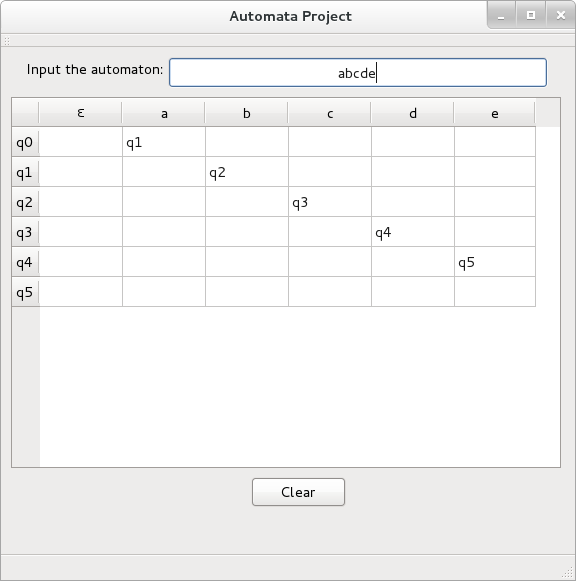 Automata Project
Input the automaton: abcde
ε a b c d e
q0 q1
q1 q2
q2 q3
q3 q4
q4 q5
q5
Clear